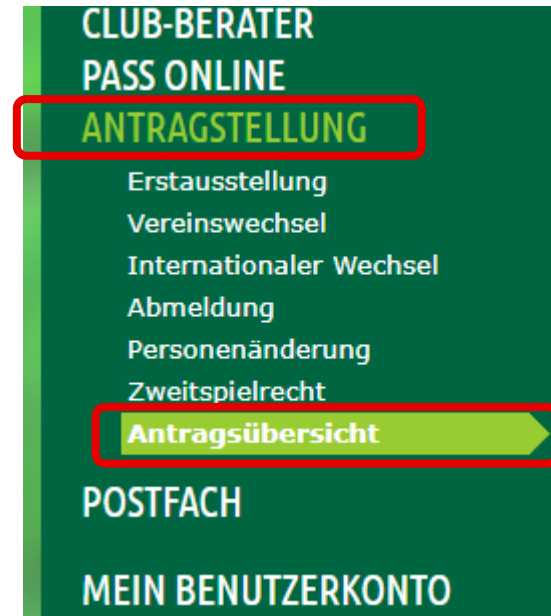 CLUB-BERATER
PASS ONLINE
ANTRAGSTELLUNG
Erstausstellung
Vereinswechsel
Internationaler Wechsel
Abmeldung
Personenänderung
Zweitspielrecht
Antragsübersicht
POSTFACH
MEIN BENUTZERKONTO